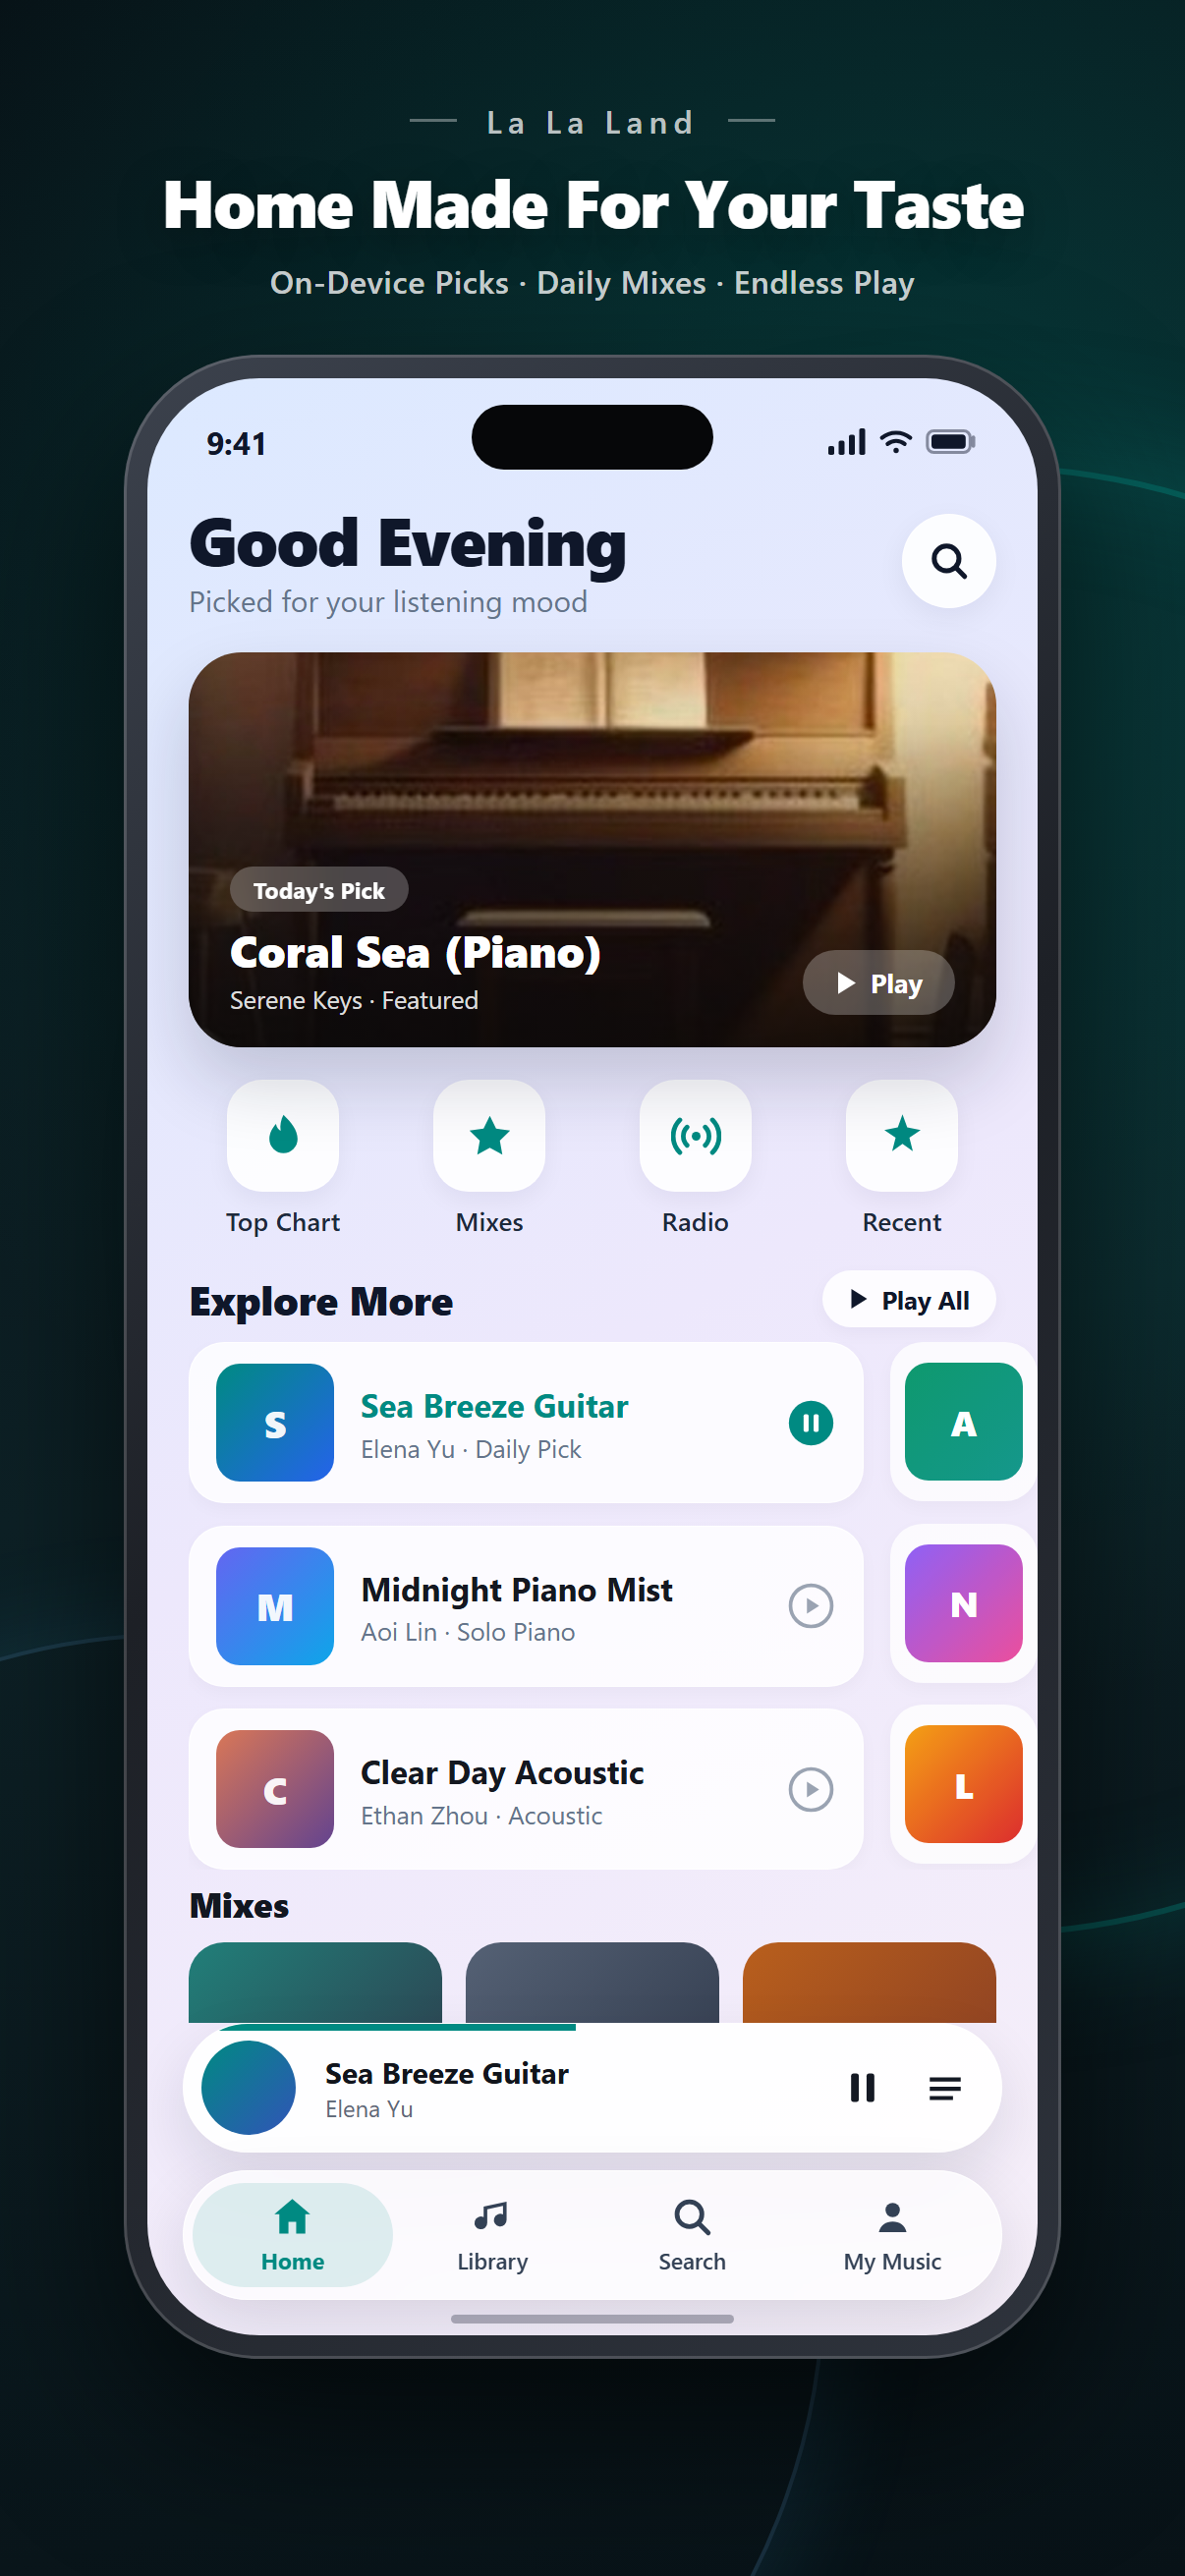 La La Land
Home Made For Your Taste
On-Device Picks · Daily Mixes · Endless Play
9:41
Good Evening
Picked for your listening mood
Today's Pick
Coral Sea (Piano)
Serene Keys · Featured
Play
Top Chart
Mixes
Radio
Recent
Explore More
Play All
S
Sea Breeze Guitar
Elena Yu · Daily Pick
A
M
Midnight Piano Mist
Aoi Lin · Solo Piano
N
C
Clear Day Acoustic
Ethan Zhou · Acoustic
L
Mixes
Sea Breeze Guitar
Elena Yu
Home
Library
Search
My Music